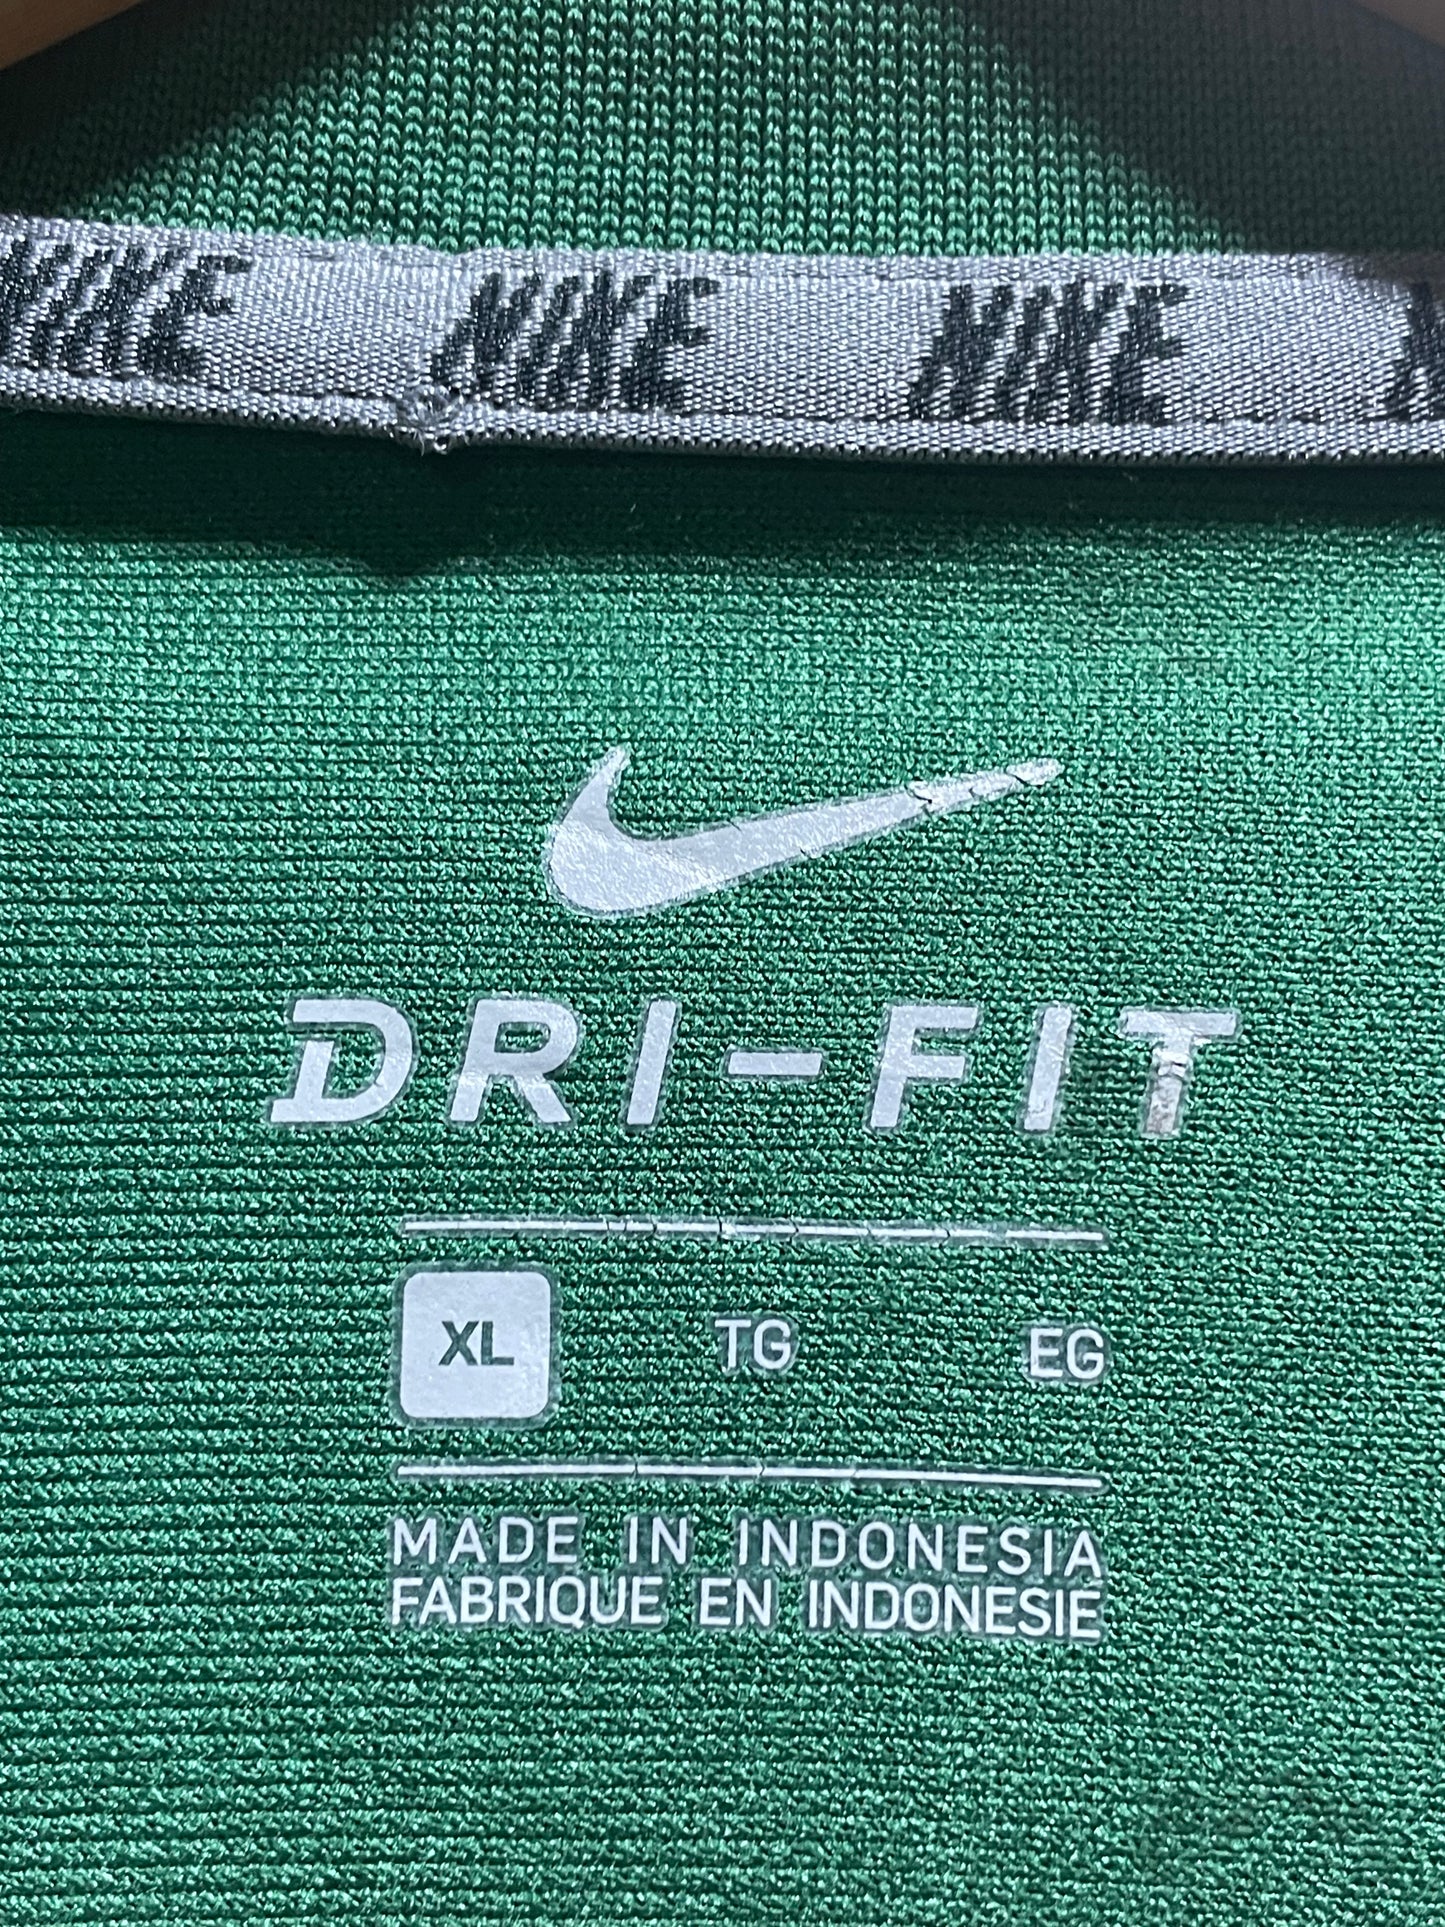 NIKE NIKE NIKE N
DRI-FIT
XL TG EG
MADE IN INDONESIA
FABRIQUE EN INDONESIE